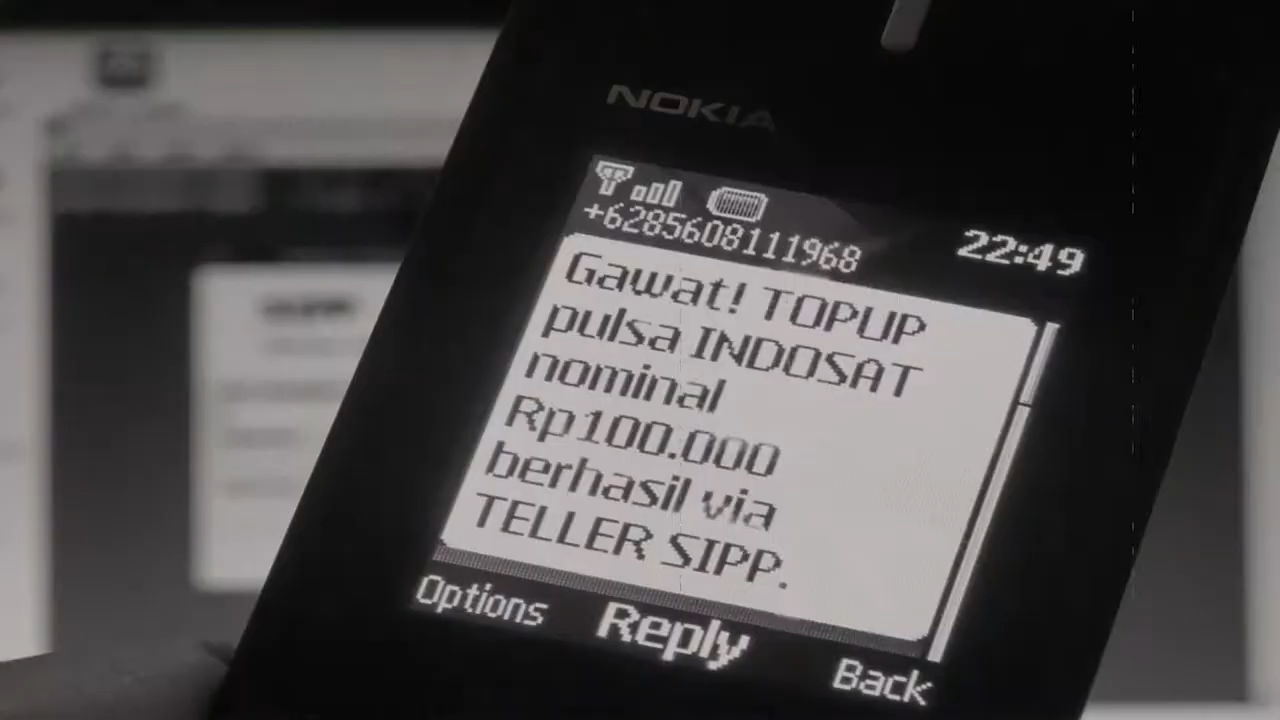 NOKIA
+6285608111968
22:49
Gawat! TOPUP
pulsa INDOSAT
nominal
Rp100.000
berhasil via
TELLER SIPP.
Options
Reply
Back